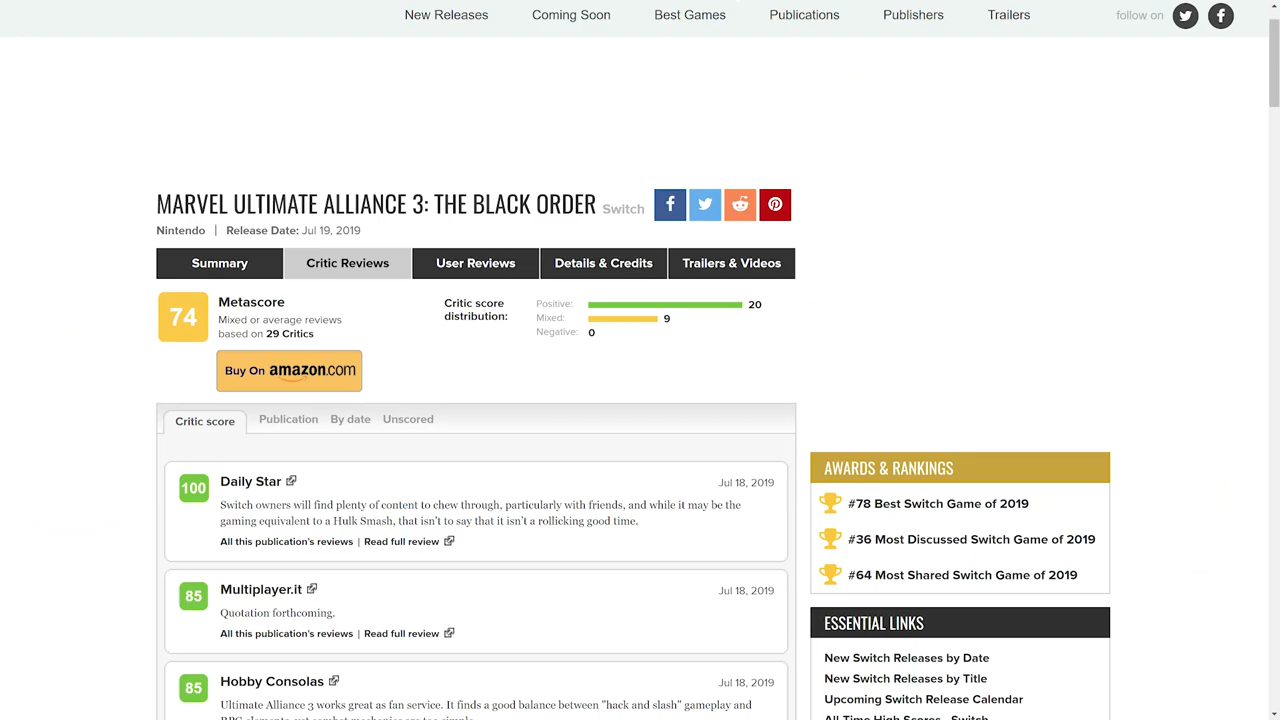 New Releases Coming Soon Best Games Publications Publishers Trailers follow on
MARVEL ULTIMATE ALLIANCE 3: THE BLACK ORDER Switch
Nintendo | Release Date: Jul 19, 2019
Summary Critic Reviews User Reviews Details & Credits Trailers & Videos
74
Metascore
Mixed or average reviews
based on 29 Critics
Critic score
distribution:
Positive: 20
Mixed: 9
Negative: 0
Buy On amazon.com
Critic score Publication By date Unscored
100
Daily Star Jul 18, 2019
Switch owners will find plenty of content to chew through, particularly with friends, and while it may be the
gaming equivalent to a Hulk Smash, that isn't to say that it isn't a rollicking good time.
All this publication's reviews | Read full review
85
Multiplayer.it Jul 18, 2019
Quotation forthcoming.
All this publication's reviews | Read full review
85
Hobby Consolas Jul 18, 2019
Ultimate Alliance 3 works great as fan service. It finds a good balance between "hack and slash" gameplay and
AWARDS & RANKINGS
#78 Best Switch Game of 2019
#36 Most Discussed Switch Game of 2019
#64 Most Shared Switch Game of 2019
ESSENTIAL LINKS
New Switch Releases by Date
New Switch Releases by Title
Upcoming Switch Release Calendar
All Time High Scores - Switch